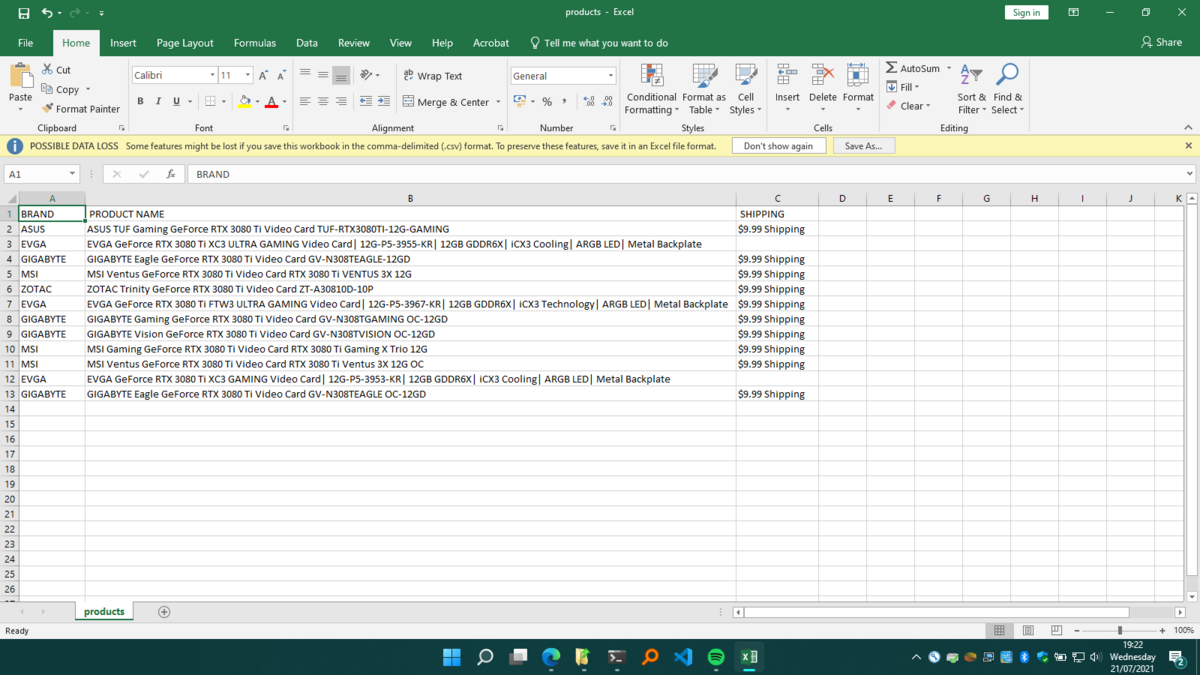 products - Excel
Sign in
File Home Insert Page Layout Formulas Data Review View Help Acrobat Tell me what you want to do Share
Paste
Cut
Copy
Format Painter
Clipboard
Calibri 11
B I U
Font
Wrap Text
Merge & Center
Alignment
General
Number
Conditional Formatting
Format as Table
Cell Styles
Styles
Insert Delete Format
Cells
AutoSum
Fill
Clear
Sort & Filter
Find & Select
Editing
POSSIBLE DATA LOSS Some features might be lost if you save this workbook in the comma-delimited (.csv) format. To preserve these features, save it in an Excel file format. Don't show again Save As...
A1 fx BRAND
A B C D E F G H I J K
1 BRAND PRODUCT NAME SHIPPING
2 ASUS ASUS TUF Gaming GeForce RTX 3080 Ti Video Card TUF-RTX3080TI-12G-GAMING $9.99 Shipping
3 EVGA EVGA GeForce RTX 3080 Ti XC3 ULTRA GAMING Video Card| 12G-P5-3955-KR| 12GB GDDR6X| iCX3 Cooling| ARGB LED| Metal Backplate
4 GIGABYTE GIGABYTE Eagle GeForce RTX 3080 Ti Video Card GV-N308TEAGLE-12GD $9.99 Shipping
5 MSI MSI Ventus GeForce RTX 3080 Ti Video Card RTX 3080 Ti VENTUS 3X 12G $9.99 Shipping
6 ZOTAC ZOTAC Trinity GeForce RTX 3080 Ti Video Card ZT-A30810D-10P $9.99 Shipping
7 EVGA EVGA GeForce RTX 3080 Ti FTW3 ULTRA GAMING Video Card| 12G-P5-3967-KR| 12GB GDDR6X| iCX3 Technology| ARGB LED| Metal Backplate $9.99 Shipping
8 GIGABYTE GIGABYTE Gaming GeForce RTX 3080 Ti Video Card GV-N308TGAMING OC-12GD $9.99 Shipping
9 GIGABYTE GIGABYTE Vision GeForce RTX 3080 Ti Video Card GV-N308TVISION OC-12GD $9.99 Shipping
10 MSI MSI Gaming GeForce RTX 3080 Ti Video Card RTX 3080 Ti Gaming X Trio 12G $9.99 Shipping
11 MSI MSI Ventus GeForce RTX 3080 Ti Video Card RTX 3080 Ti Ventus 3X 12G OC $9.99 Shipping
12 EVGA EVGA GeForce RTX 3080 Ti XC3 GAMING Video Card| 12G-P5-3953-KR| 12GB GDDR6X| iCX3 Cooling| ARGB LED| Metal Backplate
13 GIGABYTE GIGABYTE Eagle GeForce RTX 3080 Ti Video Card GV-N308TEAGLE OC-12GD $9.99 Shipping
14
15
16
17
18
19
20
21
22
23
24
25
26
products
Ready 100%
19:22
Wednesday
21/07/2021
2